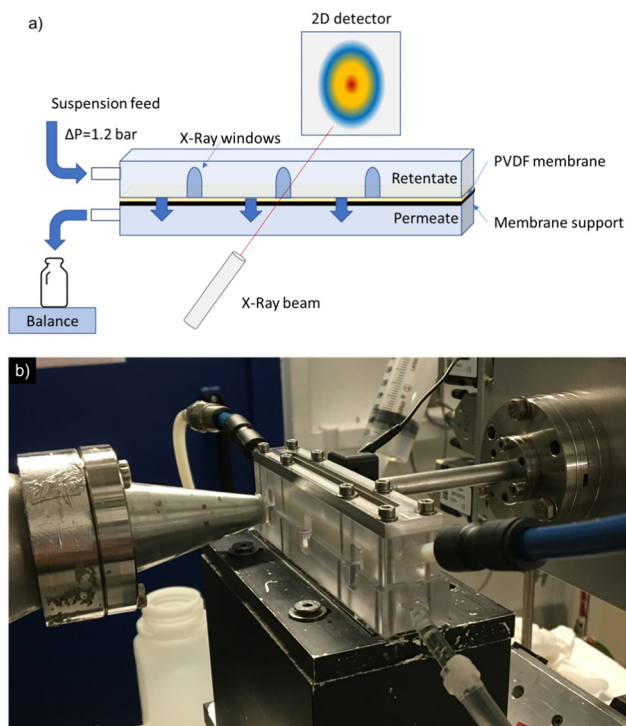 a)
2D detector
Suspension feed
ΔP=1.2 bar
X-Ray windows
Retentate
PVDF membrane
Permeate
Membrane support
X-Ray beam
Balance
b)